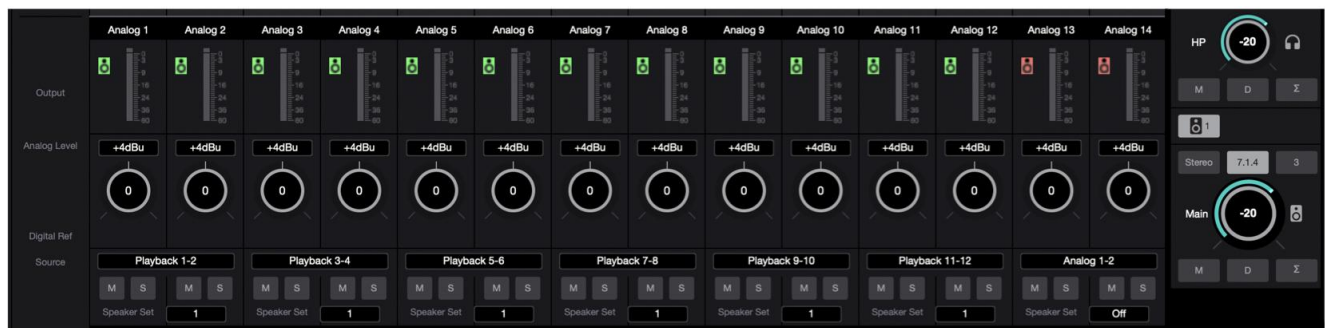 Analog 1 Analog 2 Analog 3 Analog 4 Analog 5 Analog 6 Analog 7 Analog 8 Analog 9 Analog 10 Analog 11 Analog 12 Analog 13 Analog 14
HP -20
Output
M D Σ
1
Analog Level +4dBu +4dBu +4dBu +4dBu +4dBu +4dBu +4dBu +4dBu +4dBu +4dBu +4dBu +4dBu +4dBu +4dBu
Stereo 7.1.4 3
0 0 0 0 0 0 0 0 0 0 0 0 0 0
Main -20
Digital Ref
Source Playback 1-2 Playback 3-4 Playback 5-6 Playback 7-8 Playback 9-10 Playback 11-12 Analog 1-2
M D Σ
M S M S M S M S M S M S M S M S M S M S M S M S M S M S
Speaker Set 1 Speaker Set 1 Speaker Set 1 Speaker Set 1 Speaker Set 1 Speaker Set 1 Speaker Set Off